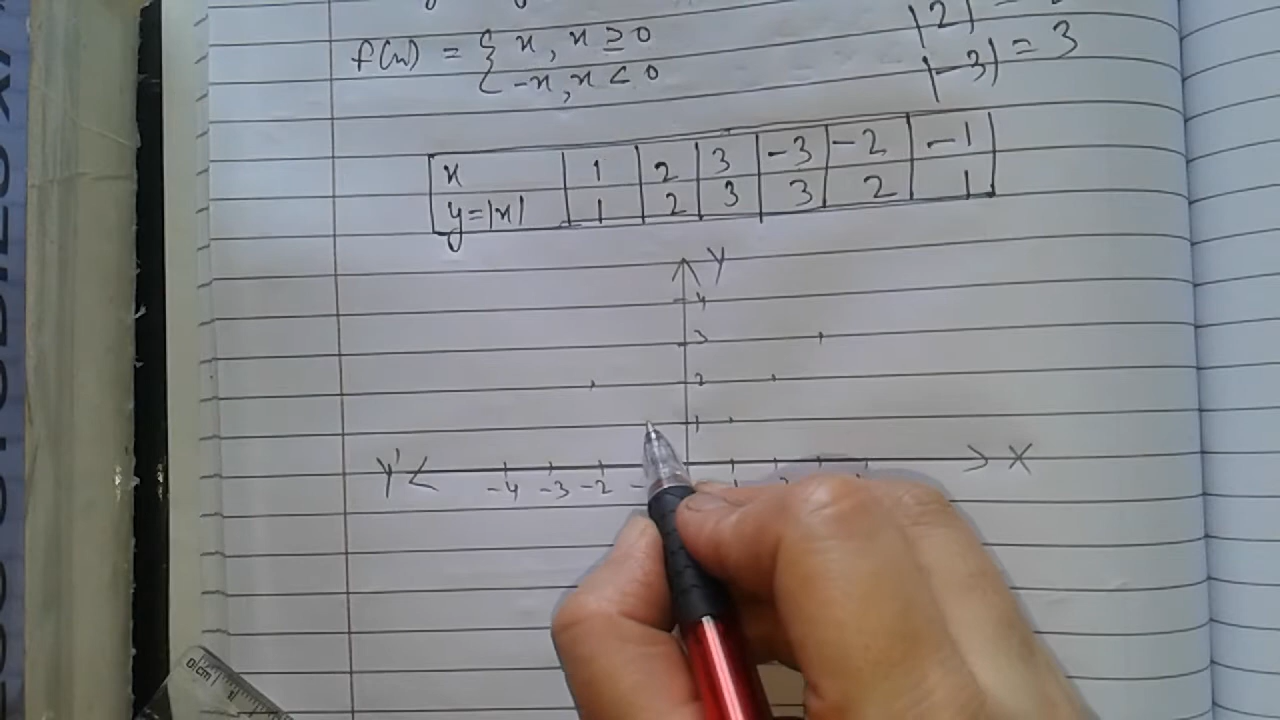 f(x) = { x, x ≥ 0
-x, x < 0
|2|
|-3| = 3
x 1 2 3 -3 -2 -1
y=|x| 1 2 3 3 2 1
Y
4
3
2
1
Y' X
-4 -3 -2 1